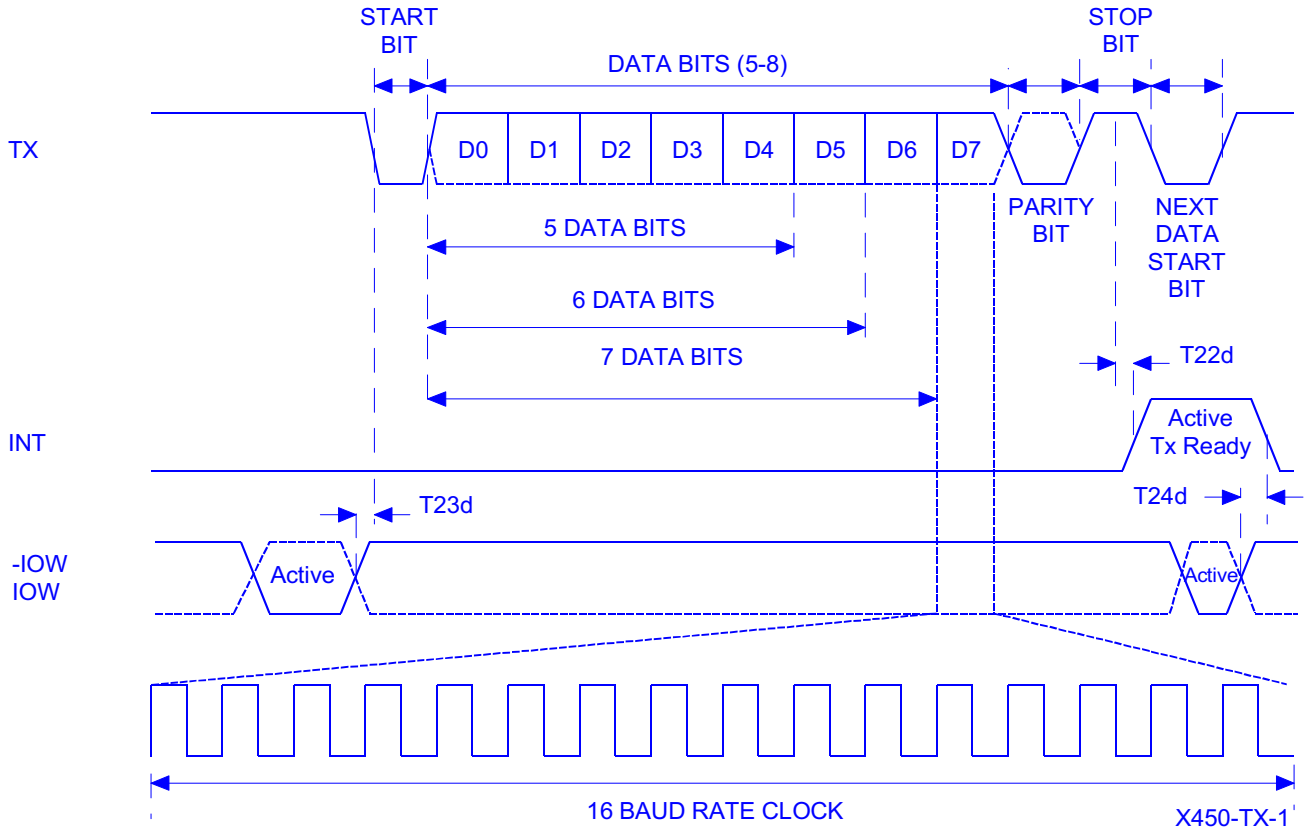 START
BIT
STOP
BIT
DATA BITS (5-8)
TX
D0 D1 D2 D3 D4 D5 D6 D7
PARITY
BIT
NEXT
DATA
START
BIT
5 DATA BITS
6 DATA BITS
7 DATA BITS
T22d
INT
Active
Tx Ready
T23d
T24d
-IOW
IOW
Active
Active
16 BAUD RATE CLOCK
X450-TX-1